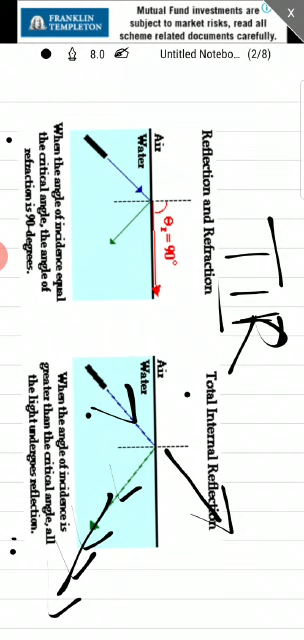 FRANKLIN
TEMPLETON
Mutual Fund investments are
subject to market risks, read all
scheme related documents carefully.
8.0
Untitled Notebo... (2/8)
Reflection and Refraction
Air
Water
Θr = 90°
When the angle of incidence equal
the critical angle, the angle of
refraction is 90-degrees.
TIR
Total Internal Reflection
Air
Water
When the angle of incidence is
greater than the critical angle, all
the light undergoes reflection.